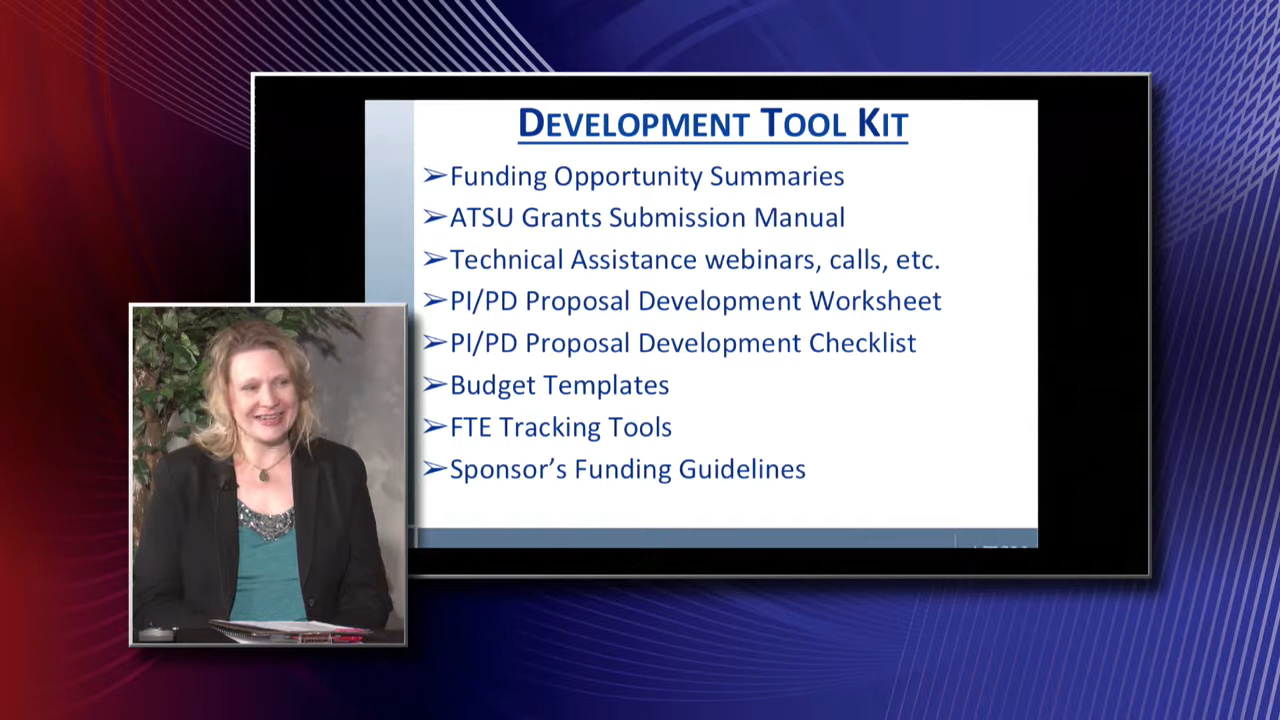 DEVELOPMENT TOOL KIT
➢Funding Opportunity Summaries
➢ATSU Grants Submission Manual
➢Technical Assistance webinars, calls, etc.
➢PI/PD Proposal Development Worksheet
➢PI/PD Proposal Development Checklist
➢Budget Templates
➢FTE Tracking Tools
➢Sponsor’s Funding Guidelines